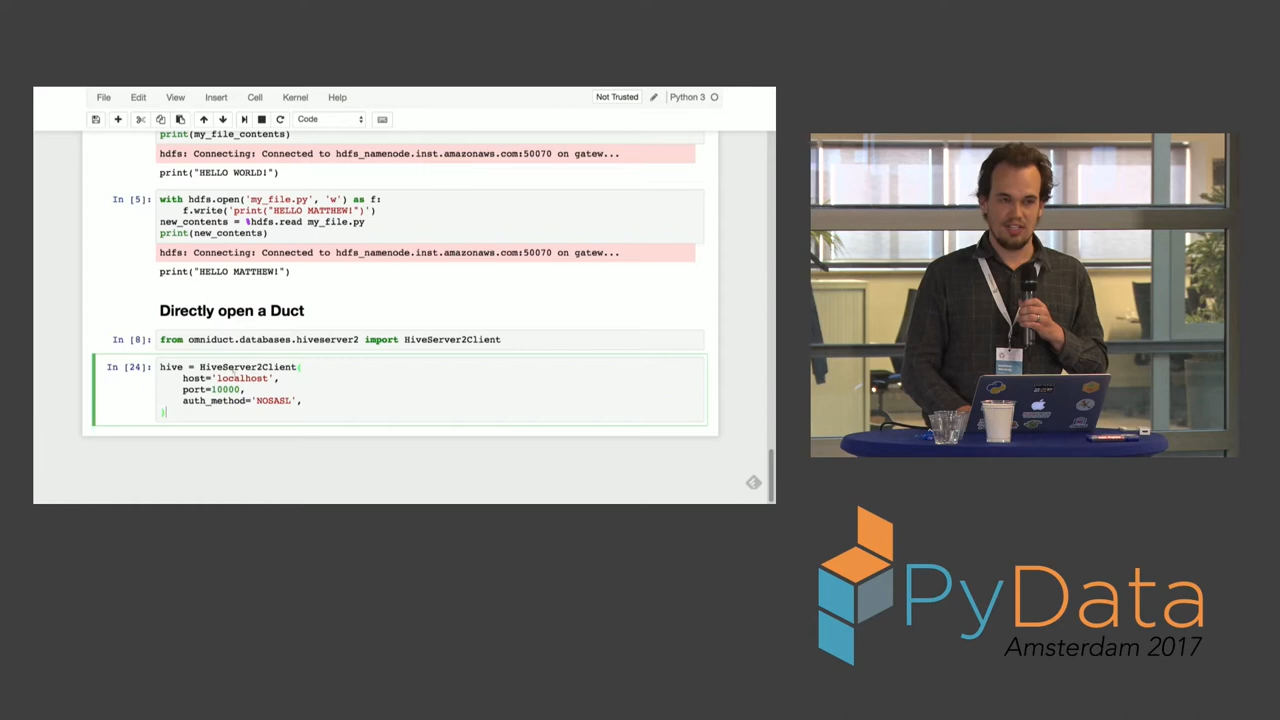 File Edit View Insert Cell Kernel Help
Not Trusted
Python 3
Code
print(my_file_contents)
hdfs: Connecting: Connected to hdfs_namenode.inst.amazonaws.com:50070 on gatew...
print("HELLO WORLD!")
In [5]:
with hdfs.open('my_file.py', 'w') as f:
f.write('print("HELLO MATTHEW!")')
new_contents = %hdfs.read my_file.py
print(new_contents)
hdfs: Connecting: Connected to hdfs_namenode.inst.amazonaws.com:50070 on gatew...
print("HELLO MATTHEW!")
Directly open a Duct
In [8]: from omniduct.databases.hiveserver2 import HiveServer2Client
In [24]: hive = HiveServer2Client(
host='localhost',
port=10000,
auth_method='NOSASL',
)
PyData
Amsterdam 2017